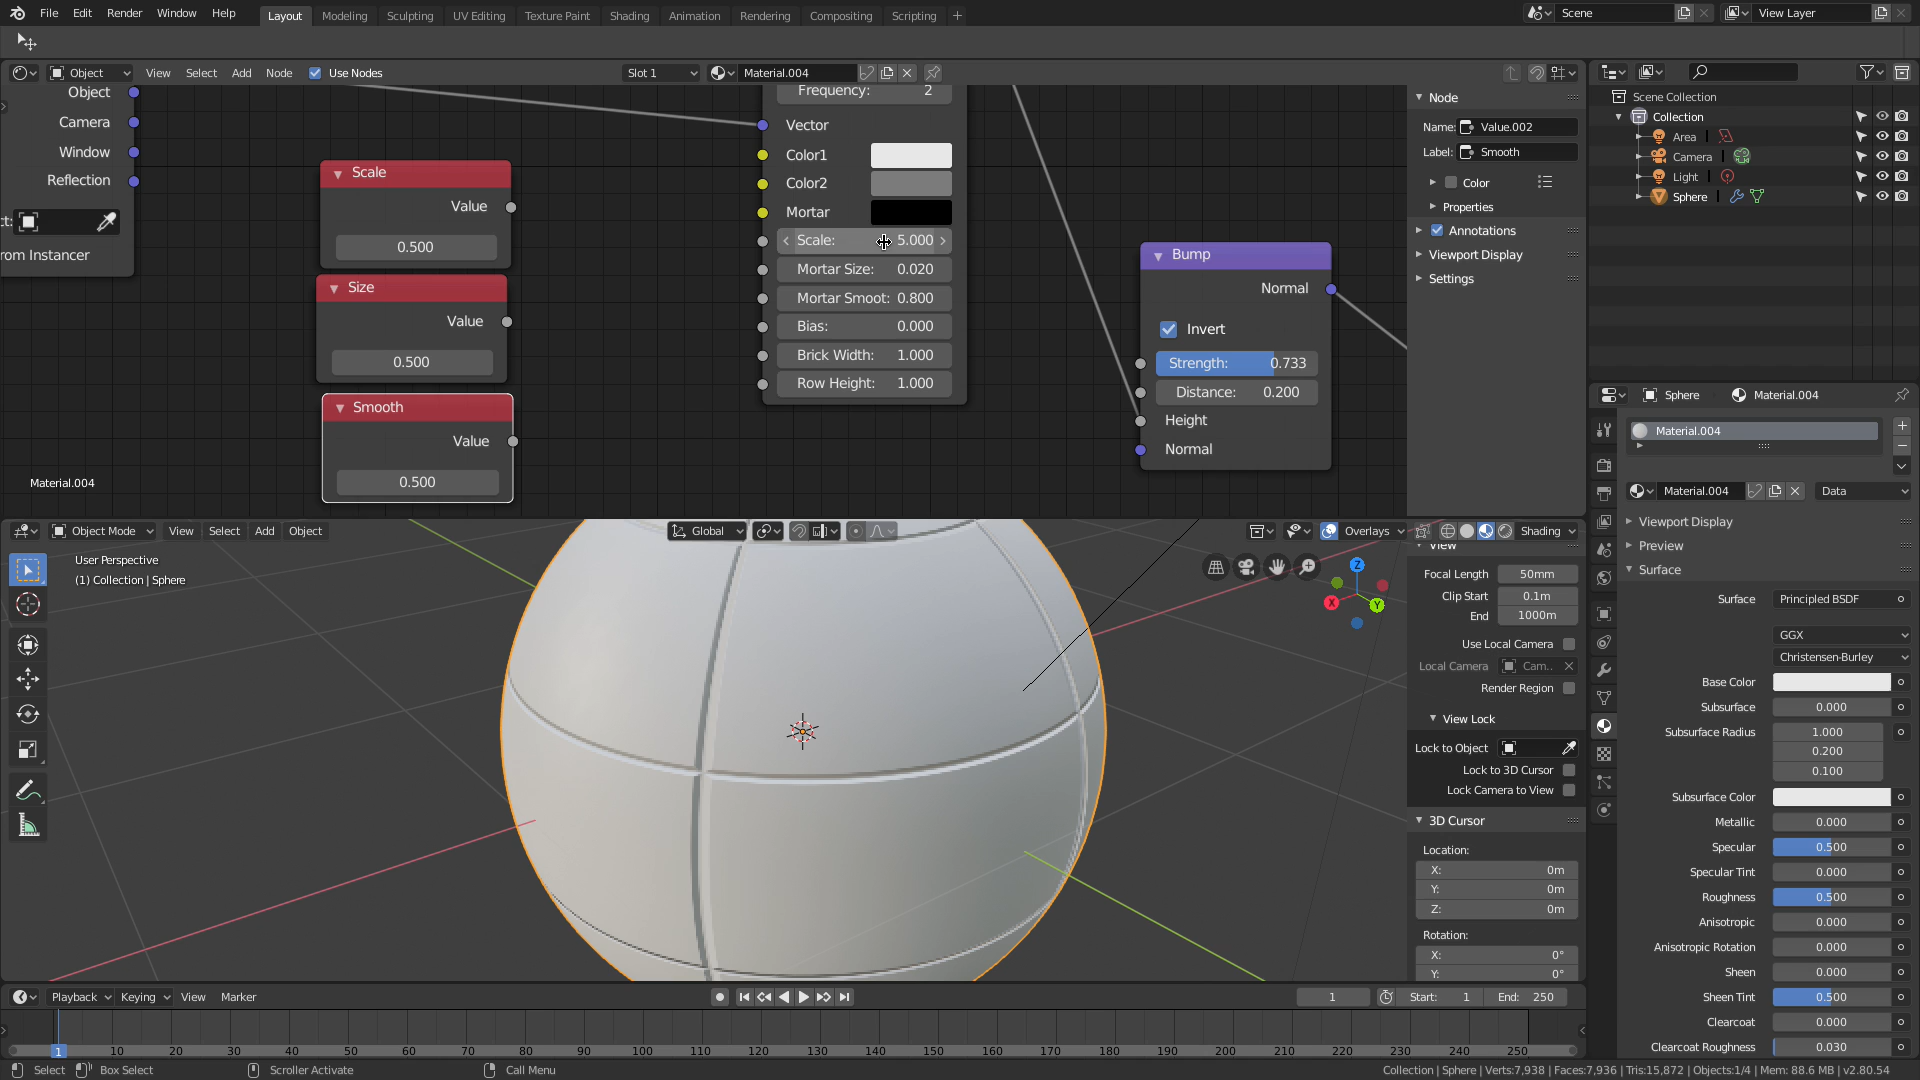 File Edit Render Window Help Layout Modeling Sculpting UV Editing Texture Paint Shading Animation Rendering Compositing Scripting + Scene View Layer
Object View Select Add Node Use Nodes Slot 1 Material.004
Object
Camera
Window
Reflection
ct:
rom Instancer
Scale
Value
0.500
Size
Value
0.500
Smooth
Value
0.500
Material.004
Frequency: 2
Vector
Color1
Color2
Mortar
Scale: 5.000
Mortar Size: 0.020
Mortar Smoot: 0.800
Bias: 0.000
Brick Width: 1.000
Row Height: 1.000
Bump
Normal
Invert
Strength: 0.733
Distance: 0.200
Height
Normal
Node
Name: Value.002
Label: Smooth
Color
Properties
Annotations
Viewport Display
Settings
Scene Collection
Collection
Area
Camera
Light
Sphere
Object Mode View Select Add Object Global Overlays Shading
User Perspective
(1) Collection | Sphere
Z
X
Y
View
Focal Length 50mm
Clip Start 0.1m
End 1000m
Use Local Camera
Local Camera Cam..
Render Region
View Lock
Lock to Object
Lock to 3D Cursor
Lock Camera to View
3D Cursor
Location:
X: 0m
Y: 0m
Z: 0m
Rotation:
X: 0°
Y: 0°
Sphere Material.004
Material.004
Material.004 Data
Viewport Display
Preview
Surface
Surface Principled BSDF
GGX
Christensen-Burley
Base Color
Subsurface 0.000
Subsurface Radius 1.000
0.200
0.100
Subsurface Color
Metallic 0.000
Specular 0.500
Specular Tint 0.000
Roughness 0.500
Anisotropic 0.000
Anisotropic Rotation 0.000
Sheen 0.000
Sheen Tint 0.500
Clearcoat 0.000
Clearcoat Roughness 0.030
Playback Keying View Marker 1 Start: 1 End: 250
1 10 20 30 40 50 60 70 80 90 100 110 120 130 140 150 160 170 180 190 200 210 220 230 240 250
Select Box Select Scroller Activate Call Menu Collection | Sphere | Verts:7,938 | Faces:7,936 | Tris:15,872 | Objects:1/4 | Mem: 88.6 MB | v2.80.54